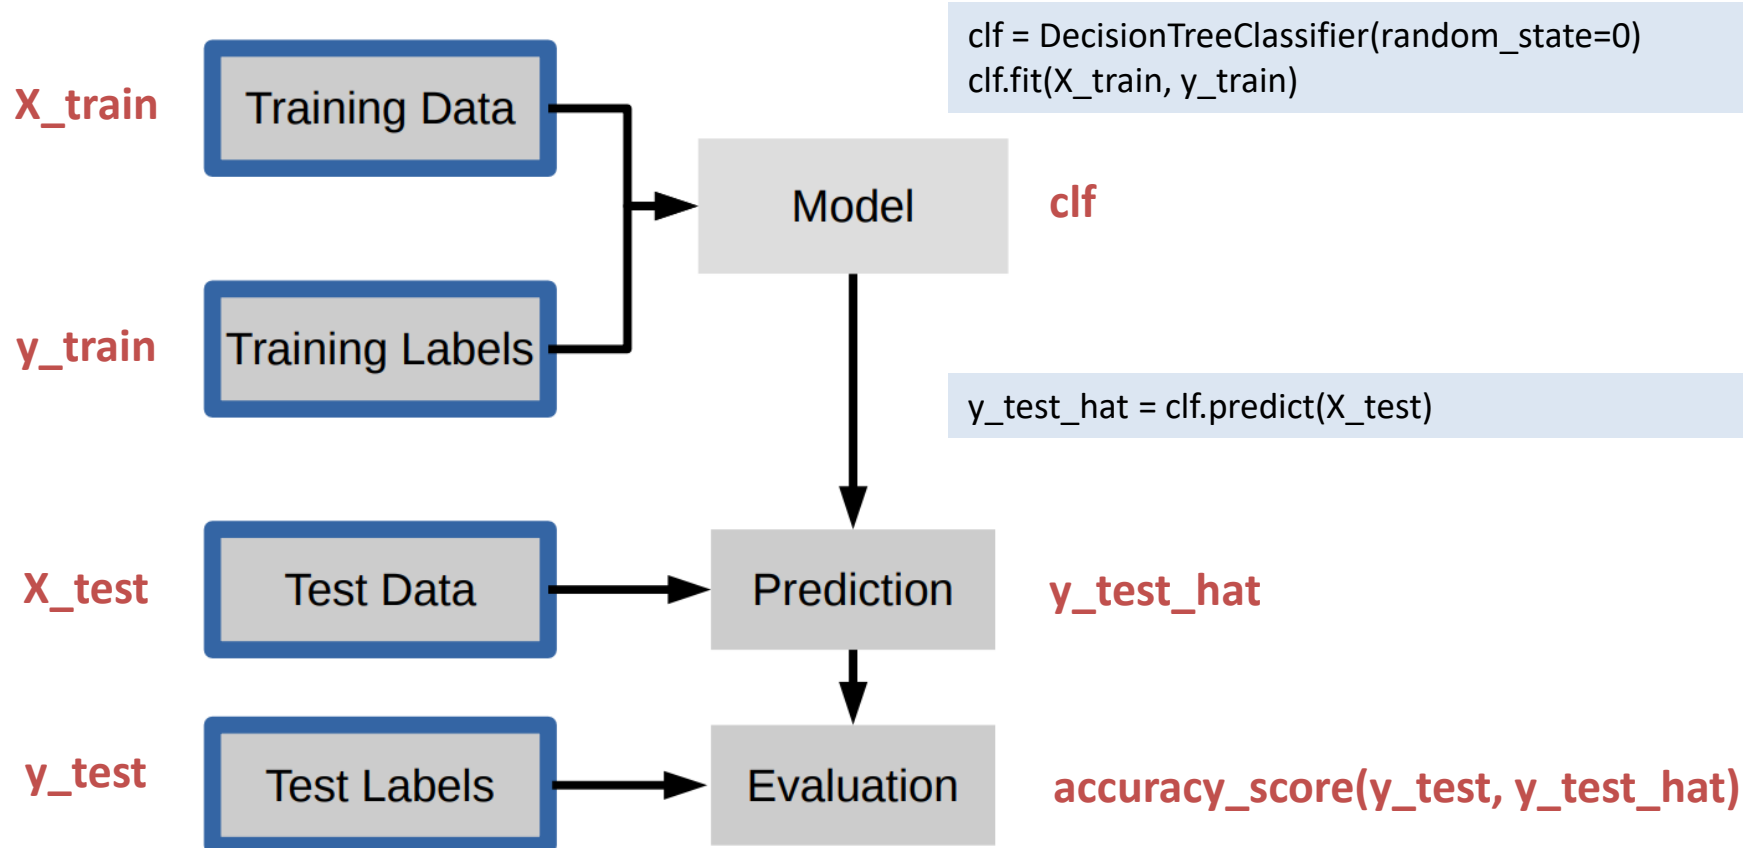 clf = DecisionTreeClassifier(random_state=0)
clf.fit(X_train, y_train)
X_train
Training Data
Model
clf
y_train
Training Labels
y_test_hat = clf.predict(X_test)
X_test
Test Data
Prediction
y_test_hat
y_test
Test Labels
Evaluation
accuracy_score(y_test, y_test_hat)